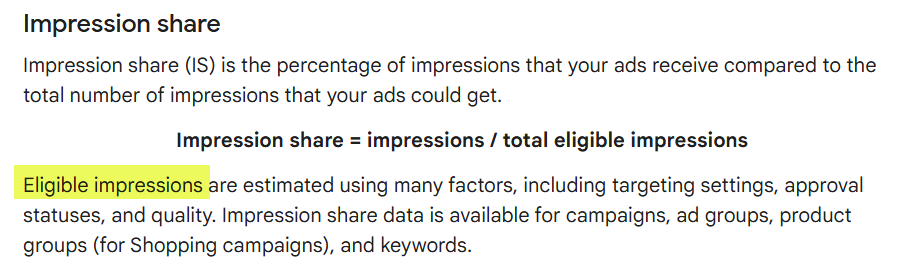 Impression share
Impression share (IS) is the percentage of impressions that your ads receive compared to the
total number of impressions that your ads could get.
Impression share = impressions / total eligible impressions
Eligible impressions are estimated using many factors, including targeting settings, approval
statuses, and quality. Impression share data is available for campaigns, ad groups, product
groups (for Shopping campaigns), and keywords.